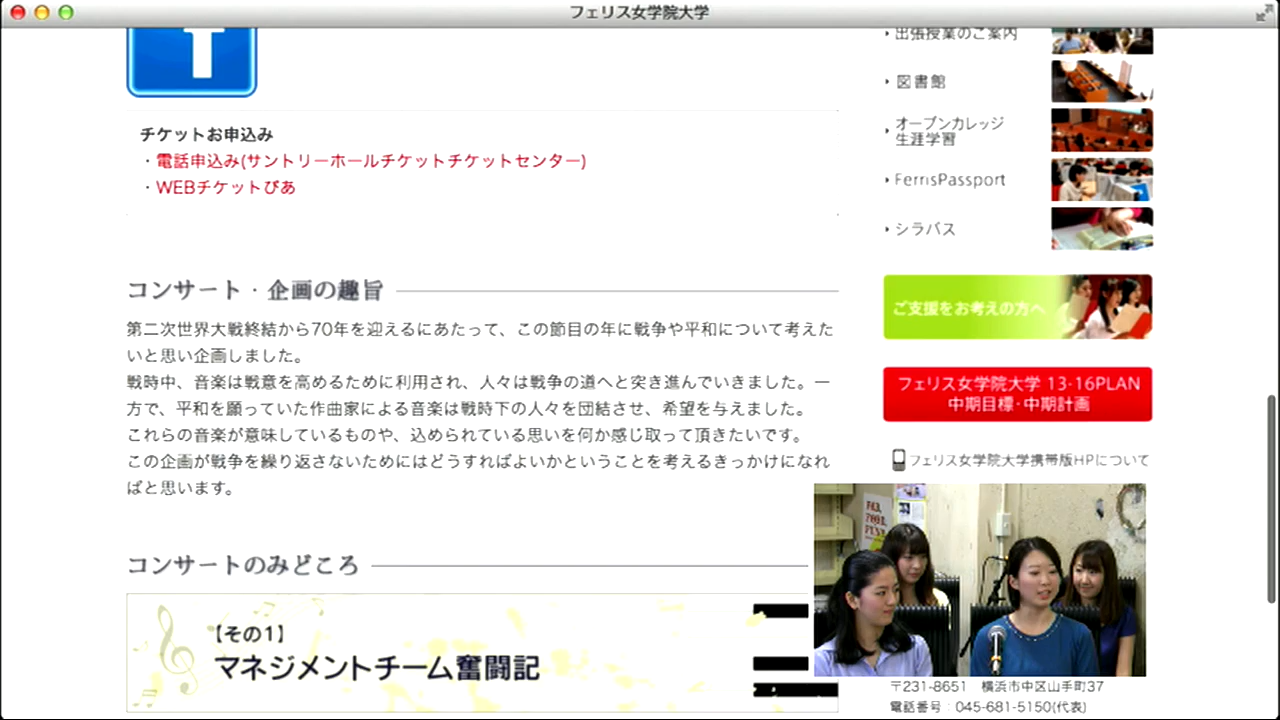 フェリス女学院大学
チケットお申込み
・電話申込み(サントリーホールチケットチケットセンター)
・WEBチケットぴあ
コンサート・企画の趣旨
第二次世界大戦終結から70年を迎えるにあたって、この節目の年に戦争や平和について考えた
いと思い企画しました。
戦時中、音楽は戦意を高めるために利用され、人々は戦争の道へと突き進んでいきました。一
方で、平和を願っていた作曲家による音楽は戦時下の人々を団結させ、希望を与えました。
これらの音楽が意味しているものや、込められている思いを何か感じ取って頂きたいです。
この企画が戦争を繰り返さないためにはどうすればよいかということを考えるきっかけになれ
ばと思います。
コンサートのみどころ
【その1】
マネジメントチーム奮闘記
出張授業のご案内
図書館
オープンカレッジ
生涯学習
FerrisPassport
シラバス
ご支援をお考えの方へ
フェリス女学院大学 13-16PLAN
中期目標・中期計画
フェリス女学院大学携帯版HPについて
〒231-8651 横浜市中区山手町37
電話番号:045-681-5150(代表)